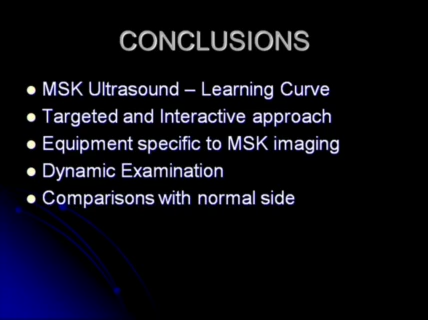 CONCLUSIONS
MSK Ultrasound – Learning Curve
Targeted and Interactive approach
Equipment specific to MSK imaging
Dynamic Examination
Comparisons with normal side